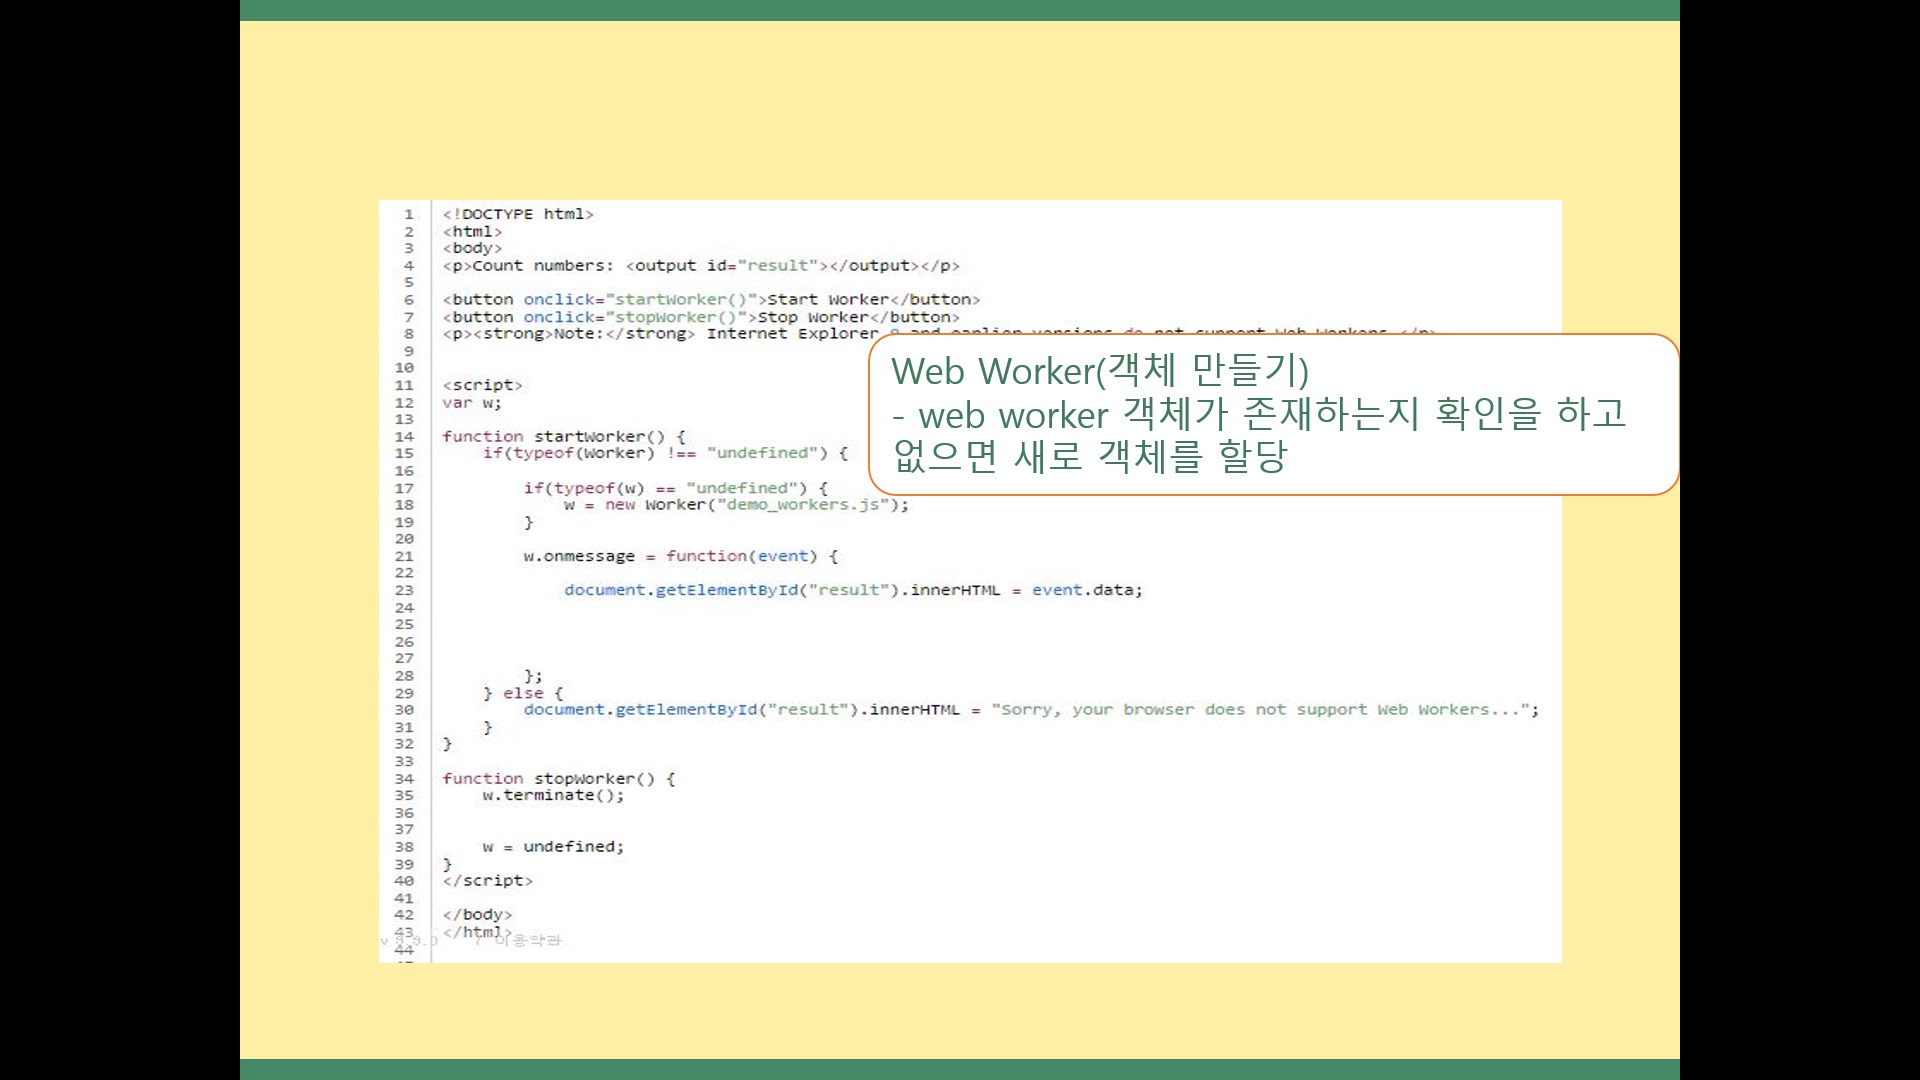 1 <!DOCTYPE html>
2 <html>
3 <body>
4 <p>Count numbers: <output id="result"></output></p>
5
6 <button onclick="startWorker()">Start Worker</button>
7 <button onclick="stopWorker()">Stop Worker</button>
8 <p><strong>Note:</strong> Internet Explorer 9 and earlier versions do not support Web Workers.</p>
9
10
11 <script>
12 var w;
13
14 function startWorker() {
15     if(typeof(Worker) !== "undefined") {
16
17         if(typeof(w) == "undefined") {
18             w = new Worker("demo_workers.js");
19         }
20
21         w.onmessage = function(event) {
22
23             document.getElementById("result").innerHTML = event.data;
24
25
26
27
28         };
29     } else {
30         document.getElementById("result").innerHTML = "Sorry, your browser does not support Web Workers...";
31     }
32 }
33
34 function stopWorker() {
35     w.terminate();
36
37
38     w = undefined;
39 }
40 </script>
41
42 </body>
43 </html>
44
이용약관
Web Worker(객체 만들기)
- web worker 객체가 존재하는지 확인을 하고
없으면 새로 객체를 할당